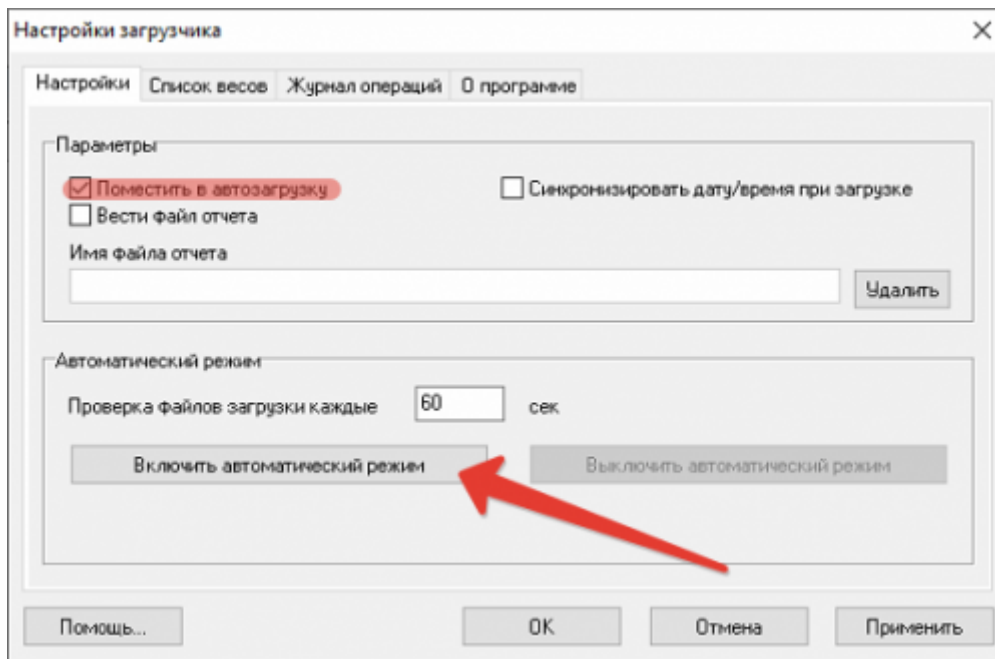 Настройки загрузчика
Настройки Список весов Журнал операций О программе
Параметры
Поместить в автозагрузку Синхронизировать дату/время при загрузке
Вести файл отчета
Имя файла отчета
Удалить
Автоматический режим
Проверка файлов загрузки каждые 60 сек
Включить автоматический режим Выключить автоматический режим
Помощь... OK Отмена Применить